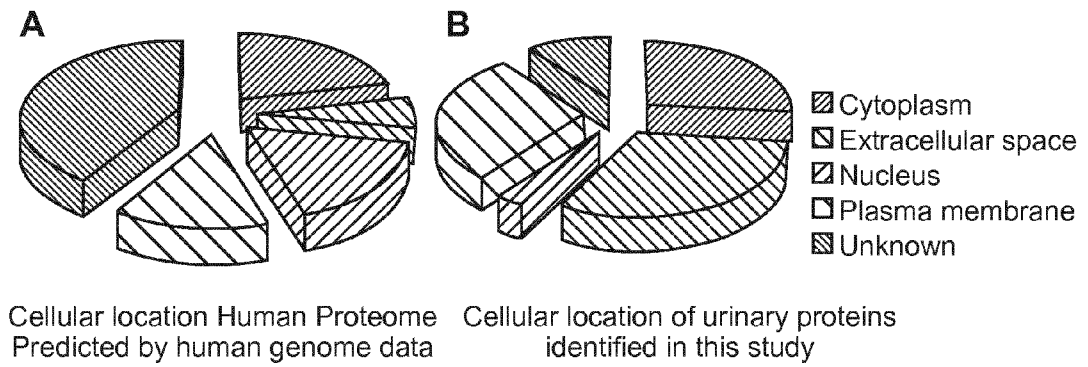 A
B
Cytoplasm
Extracellular space
Nucleus
Plasma membrane
Unknown
Cellular location Human Proteome
Predicted by human genome data
Cellular location of urinary proteins
identified in this study